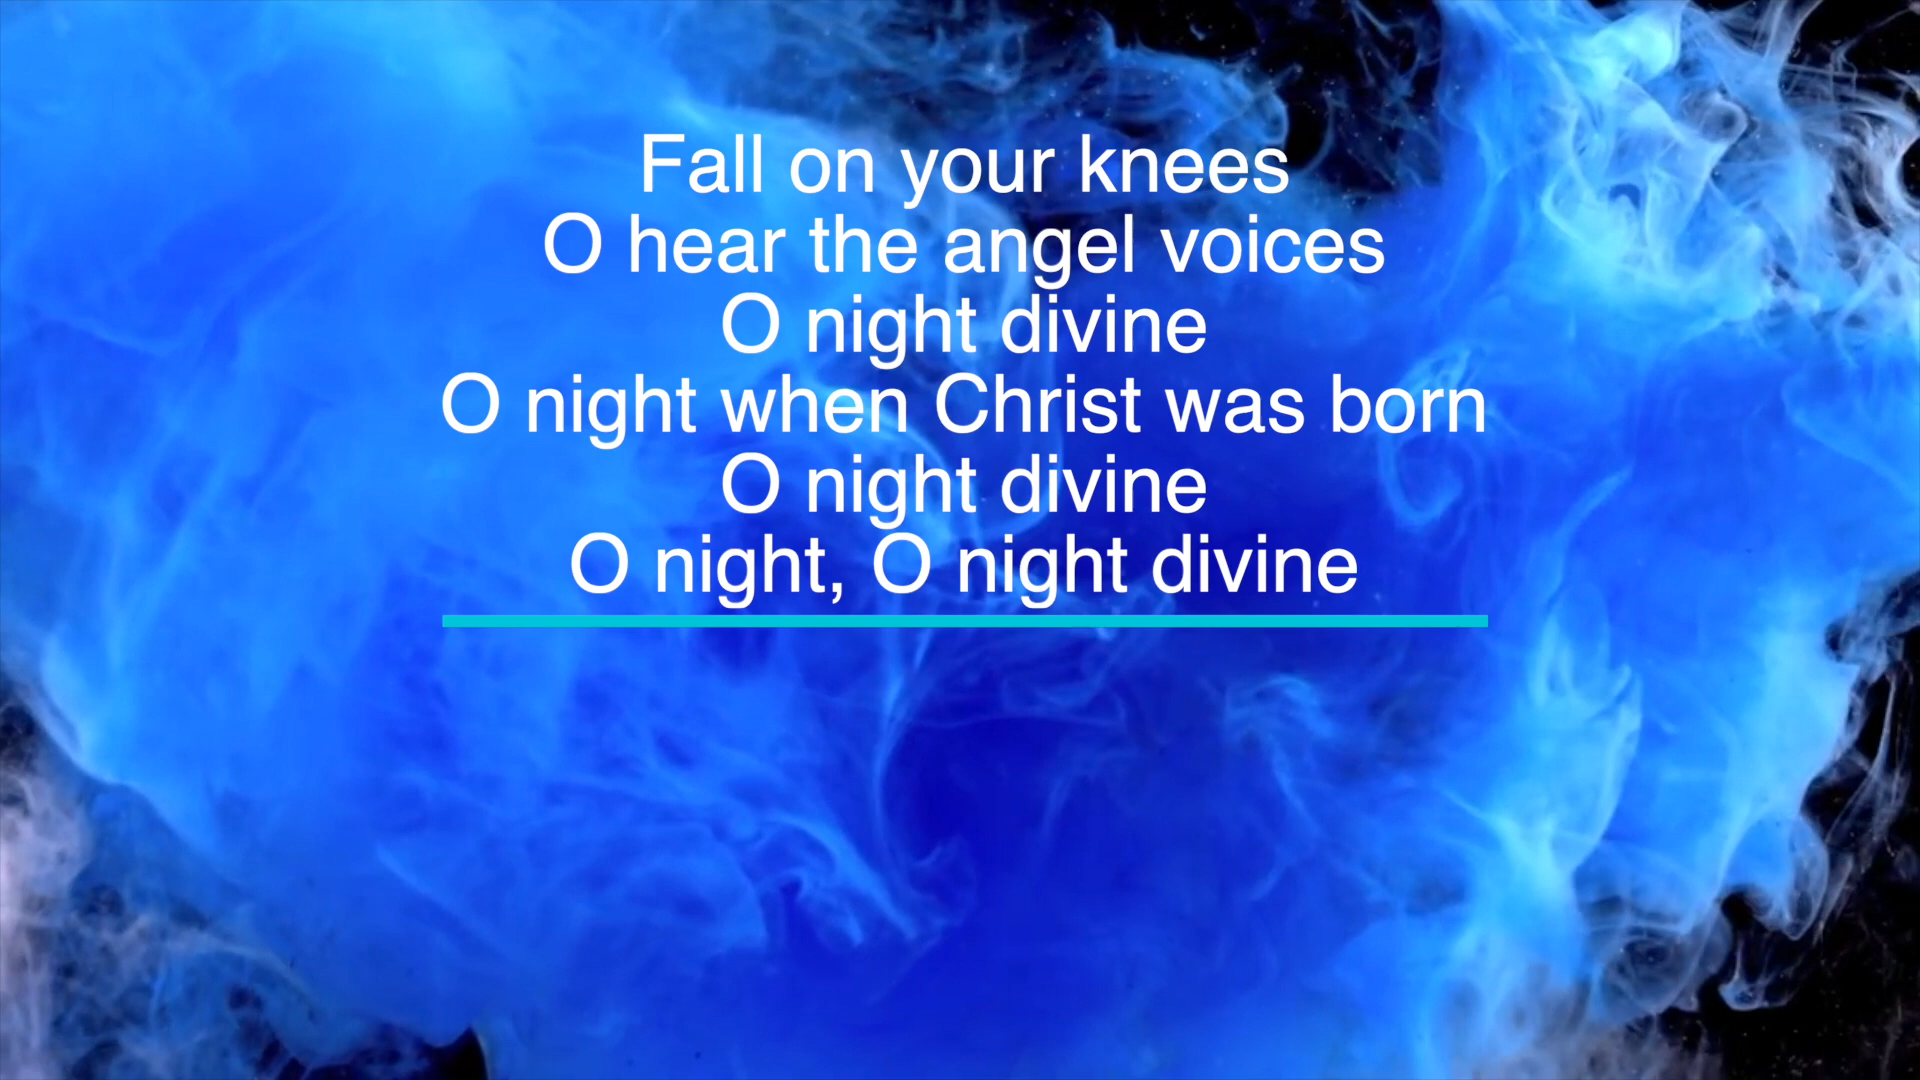 Fall on your knees
O hear the angel voices
O night divine
O night when Christ was born
O night divine
O night, O night divine